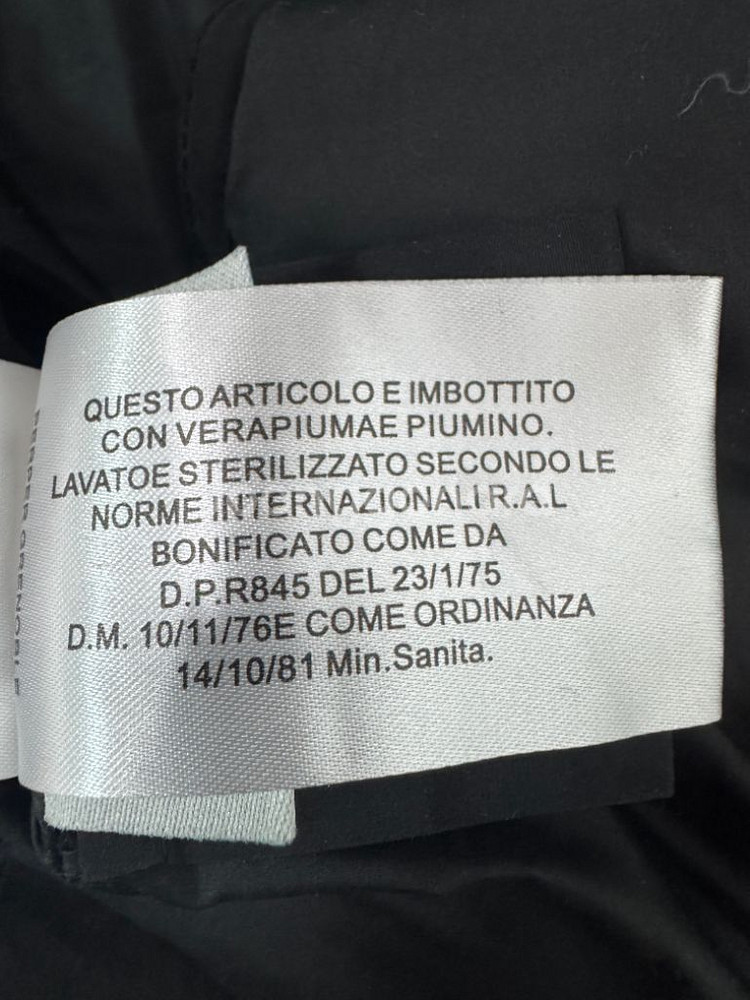 QUESTO ARTICOLO E IMBOTTITO
CON VERAPIUMAE PIUMINO.
LAVATOE STERILIZZATO SECONDO LE
NORME INTERNAZIONALI R.A.L
BONIFICATO COME DA
D.P.R845 DEL 23/1/75
D.M. 10/11/76E COME ORDINANZA
14/10/81 Min.Sanita.